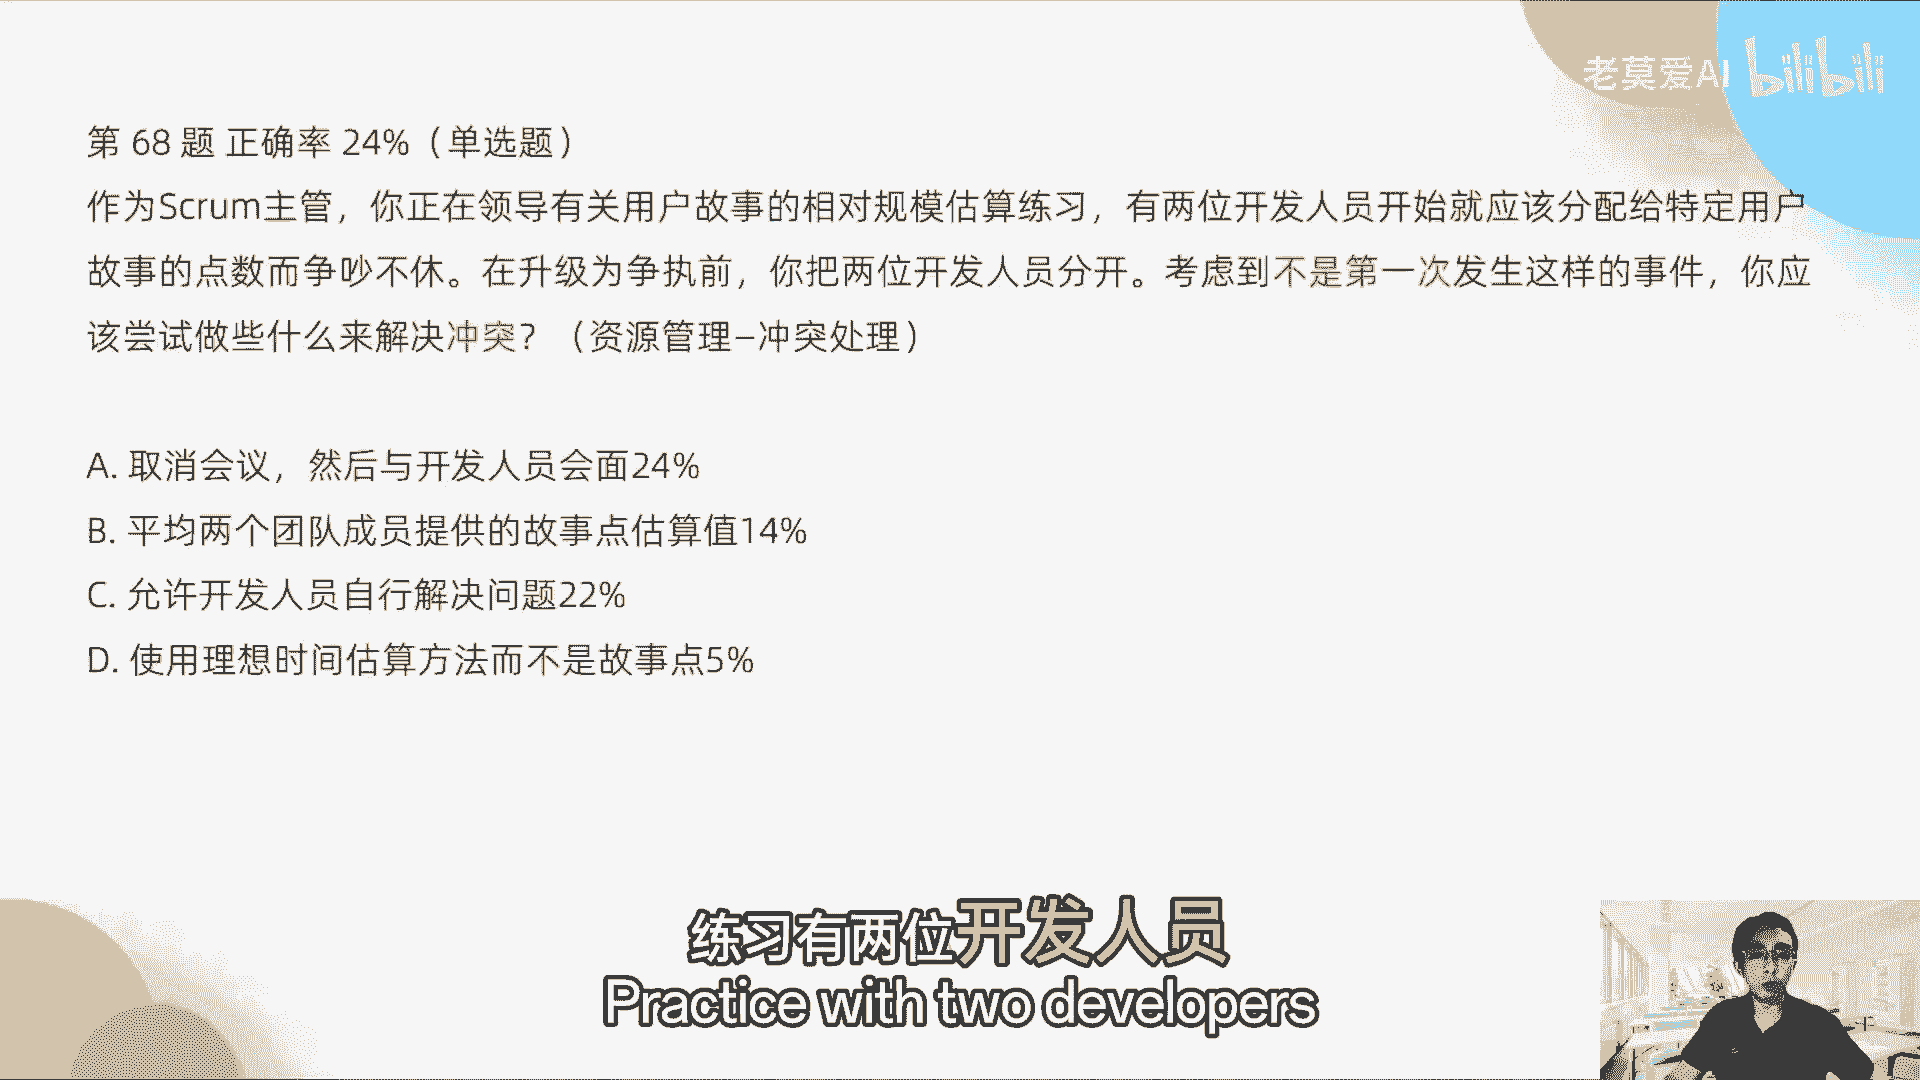 老莫爱AI bilibili
第 68 题 正确率 24%（单选题）
作为Scrum主管，你正在领导有关用户故事的相对规模估算练习，有两位开发人员开始就应该分配给特定用户
故事的点数而争吵不休。在升级为争执前，你把两位开发人员分开。考虑到不是第一次发生这样的事件，你应
该尝试做些什么来解决冲突？（资源管理–冲突处理）
A. 取消会议，然后与开发人员会面24%
B. 平均两个团队成员提供的故事点估算值14%
C. 允许开发人员自行解决问题22%
D. 使用理想时间估算方法而不是故事点5%
练习有两位开发人员
Practice with two developers